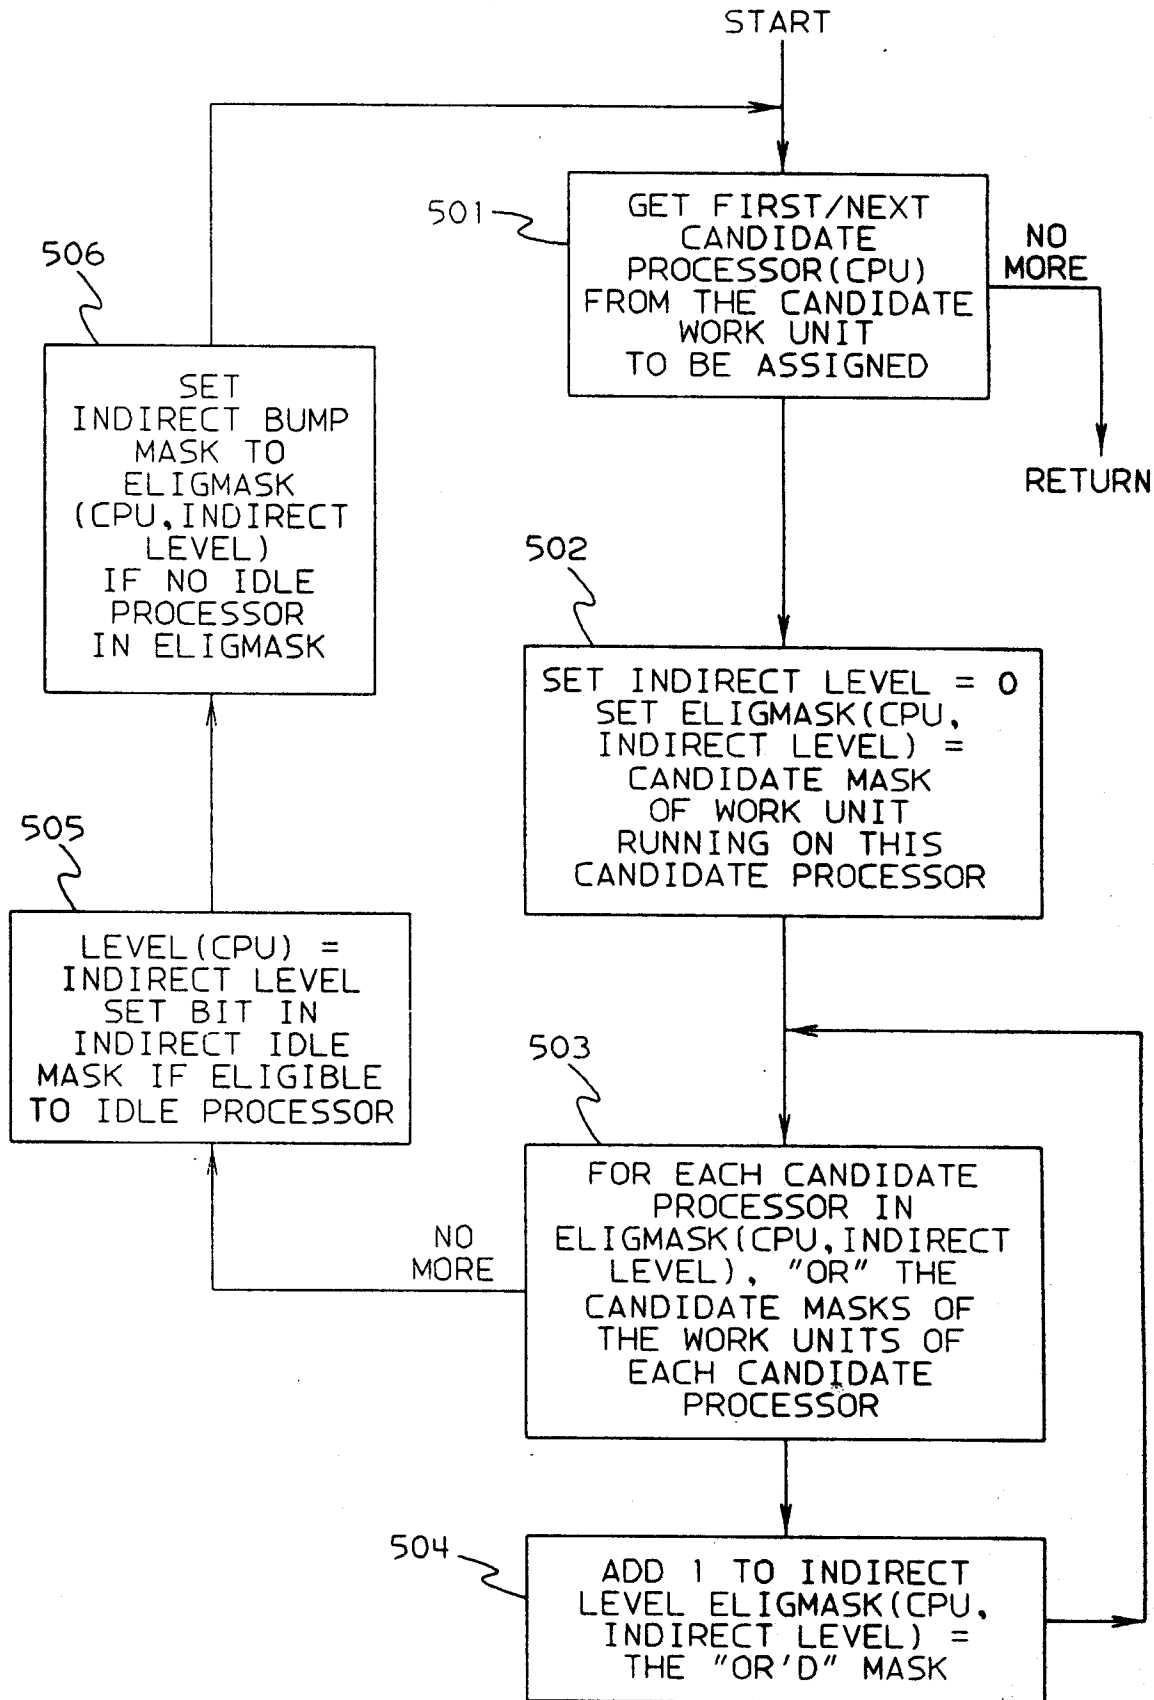 START
501
GET FIRST/NEXT
CANDIDATE
PROCESSOR(CPU)
FROM THE CANDIDATE
WORK UNIT
TO BE ASSIGNED
NO
MORE
RETURN
502
SET INDIRECT LEVEL = 0
SET ELIGMASK(CPU,
INDIRECT LEVEL) =
CANDIDATE MASK
OF WORK UNIT
RUNNING ON THIS
CANDIDATE PROCESSOR
503
FOR EACH CANDIDATE
PROCESSOR IN
ELIGMASK(CPU,INDIRECT
LEVEL), "OR" THE
CANDIDATE MASKS OF
THE WORK UNITS OF
EACH CANDIDATE
PROCESSOR
NO
MORE
504
ADD 1 TO INDIRECT
LEVEL ELIGMASK(CPU,
INDIRECT LEVEL) =
THE "OR'D" MASK
505
LEVEL(CPU) =
INDIRECT LEVEL
SET BIT IN
INDIRECT IDLE
MASK IF ELIGIBLE
TO IDLE PROCESSOR
506
SET
INDIRECT BUMP
MASK TO
ELIGMASK
(CPU,INDIRECT
LEVEL)
IF NO IDLE
PROCESSOR
IN ELIGMASK